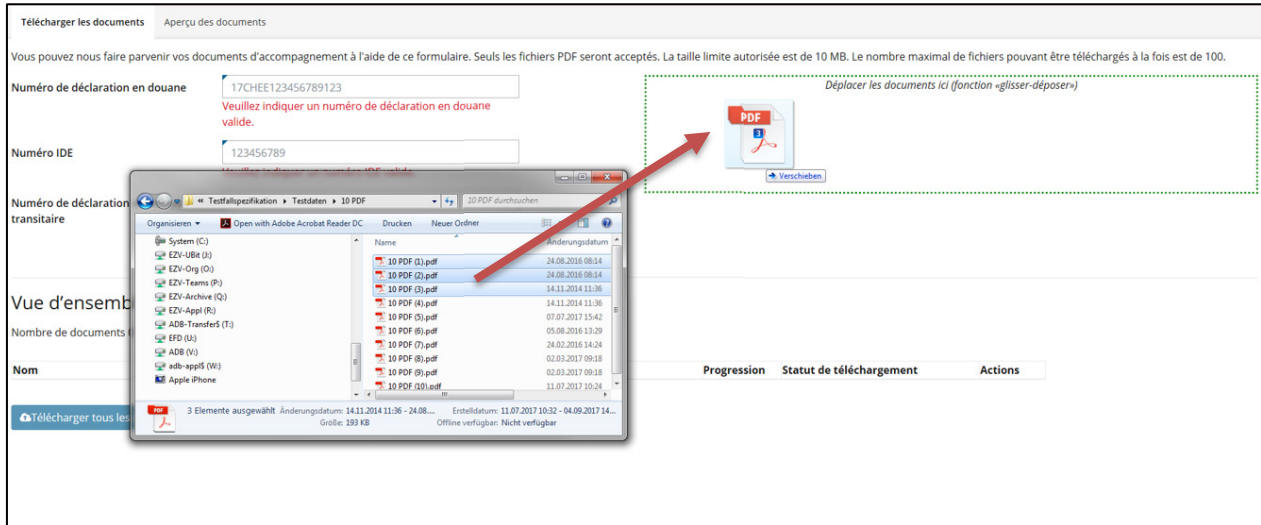 Télécharger les documents
Aperçu des documents
Vous pouvez nous faire parvenir vos documents d'accompagnement à l'aide de ce formulaire. Seuls les fichiers PDF seront acceptés. La taille limite autorisée est de 10 MB. Le nombre maximal de fichiers pouvant être téléchargés à la fois est de 100.
Numéro de déclaration en douane
17CHEE123456789123
Veuillez indiquer un numéro de déclaration en douane
valide.
Numéro IDE
123456789
Numéro de déclaration
transitaire
Déplacer les documents ici (fonction «glisser-déposer»)
PDF
3
Verschieben
« Testfallspezifikation Testdaten 10 PDF
10 PDF durchsuchen
Organisieren Open with Adobe Acrobat Reader DC Drucken Neuer Ordner
System (C:)
EZV-UBit (J:)
EZV-Org (O:)
EZV-Teams (P:)
EZV-Archive (Q:)
EZV-Appl (R:)
ADB-Transfer$ (T:)
EFD (U:)
ADB (V:)
adb-appl$ (W:)
Apple iPhone
Name Änderungsdatum
10 PDF (1).pdf 24.08.2016 08:14
10 PDF (2).pdf 24.08.2016 08:14
10 PDF (3).pdf 14.11.2014 11:36
10 PDF (4).pdf 14.11.2014 11:36
10 PDF (5).pdf 07.07.2017 15:42
10 PDF (6).pdf 05.08.2016 13:29
10 PDF (7).pdf 24.02.2016 14:24
10 PDF (8).pdf 02.03.2017 09:18
10 PDF (9).pdf 02.03.2017 09:18
10 PDF (10).pdf 11.07.2017 10:24
PDF
3 Elemente ausgewählt Änderungsdatum: 14.11.2014 11:36 - 24.08.... Erstelldatum: 11.07.2017 10:32 - 04.09.2017 14...
Größe: 193 KB Offline verfügbar: Nicht verfügbar
Vue d'ensemb
Nombre de documents
Nom Progression Statut de téléchargement Actions
Télécharger tous les